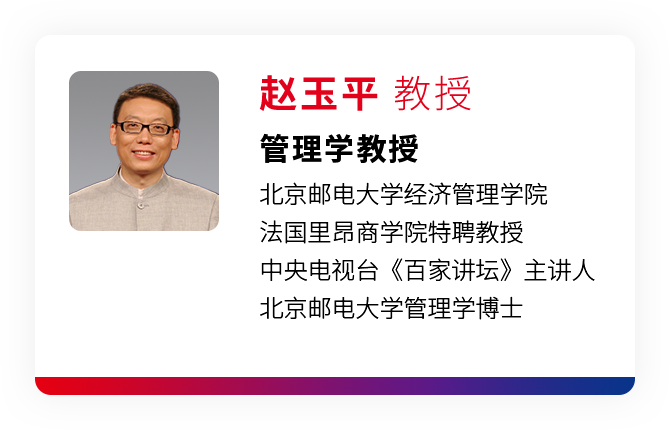 赵玉平 教授
管理学教授
北京邮电大学经济管理学院
法国里昂商学院特聘教授
中央电视台《百家讲坛》主讲人
北京邮电大学管理学博士